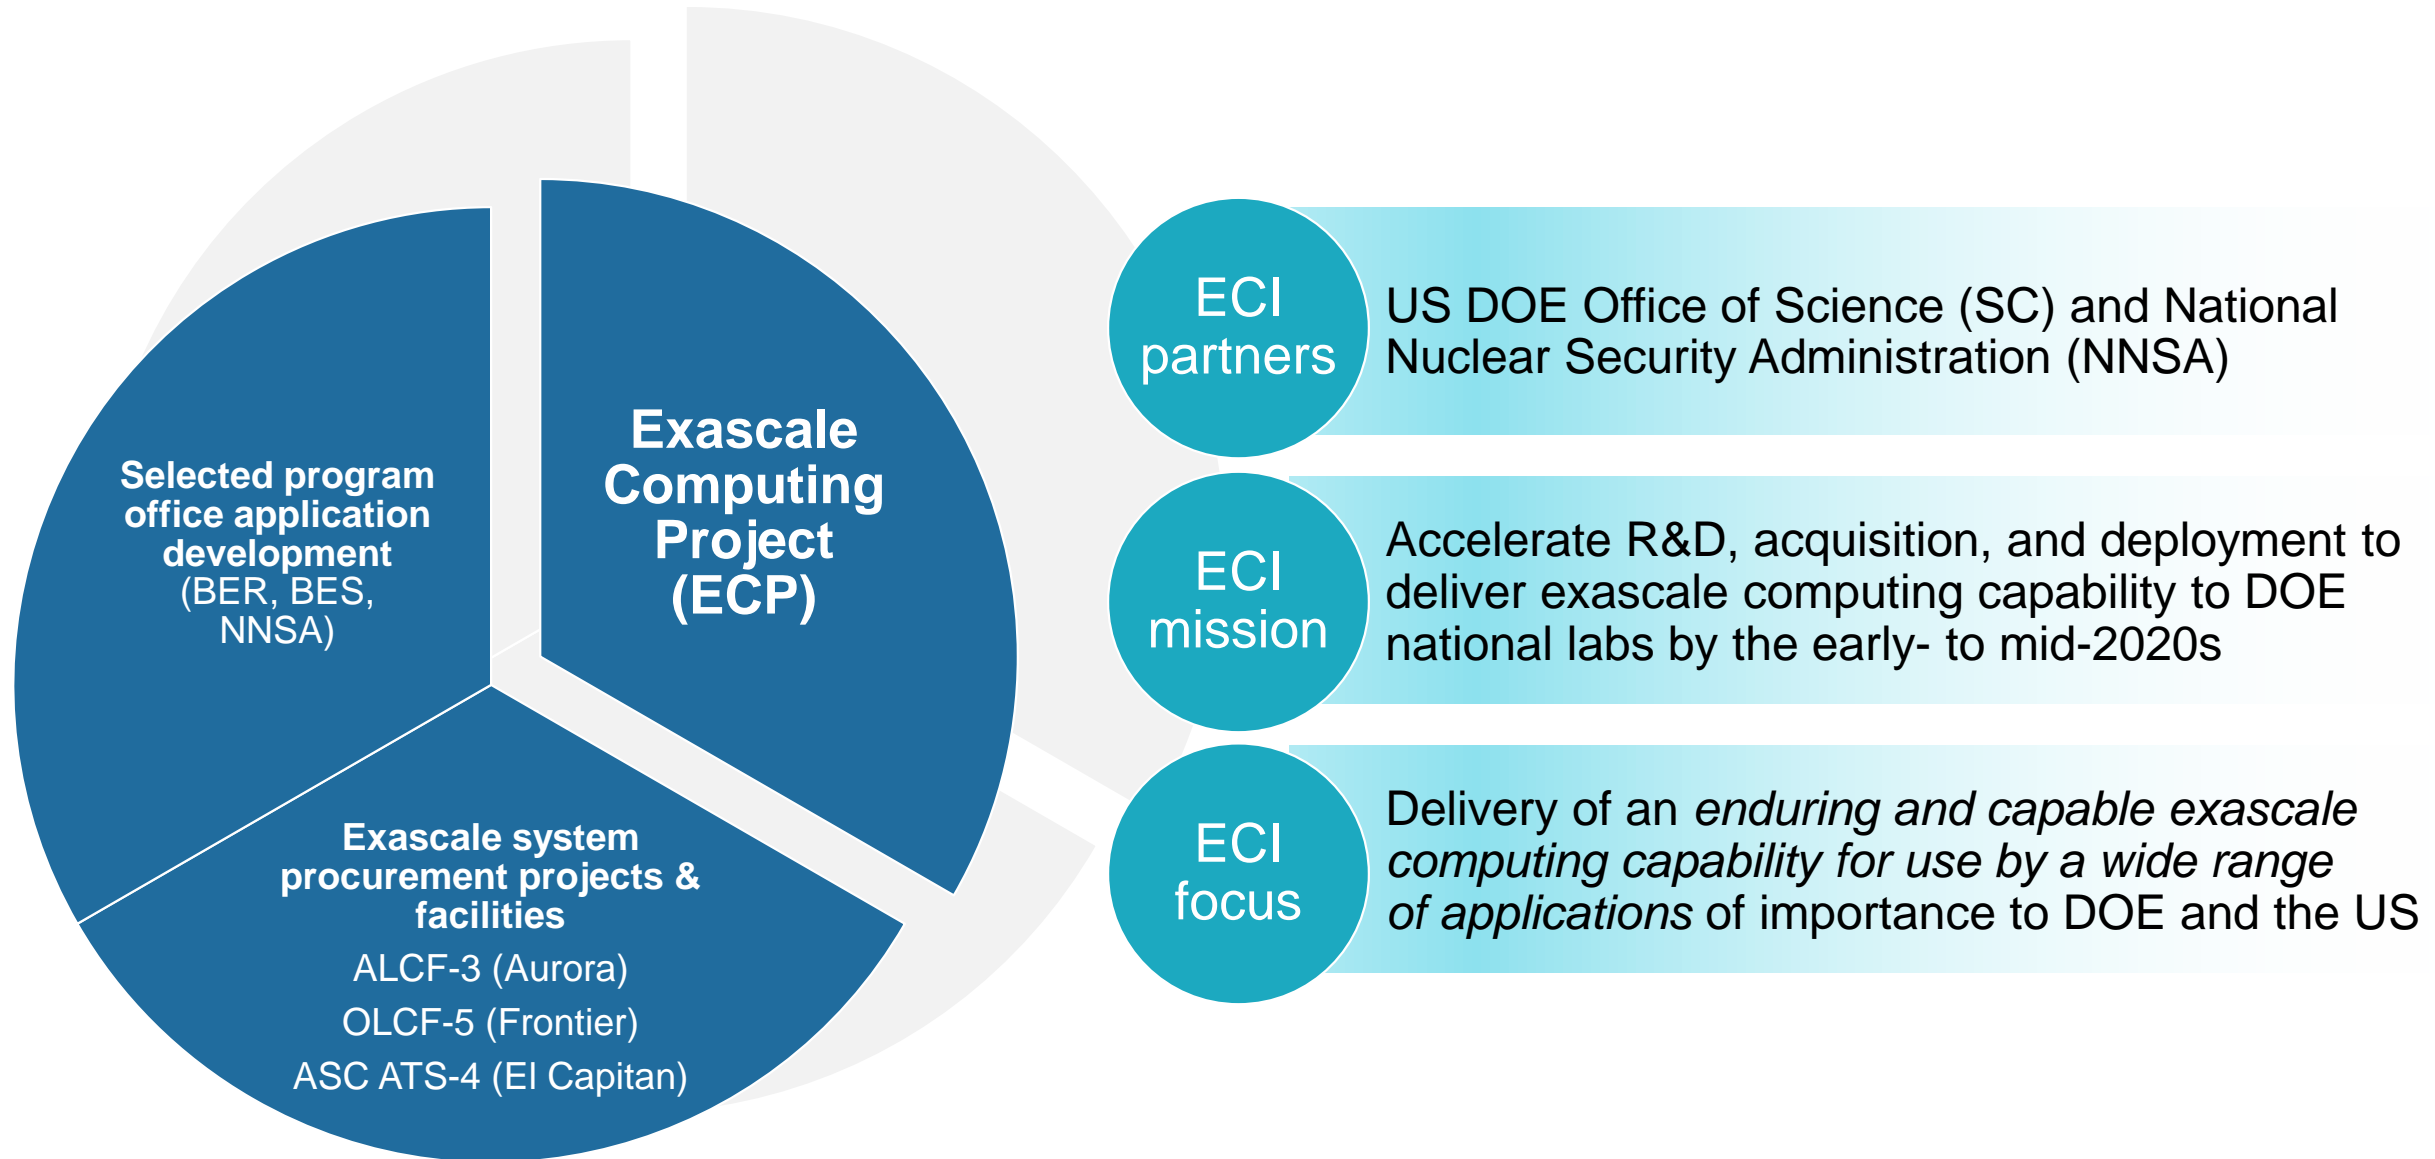 Exascale
Computing
Project
(ECP)
Selected program
office application
development
(BER, BES,
NNSA)
Exascale system
procurement projects &
facilities
ALCF-3 (Aurora)
OLCF-5 (Frontier)
ASC ATS-4 (El Capitan)
ECI
partners
US DOE Office of Science (SC) and National
Nuclear Security Administration (NNSA)
ECI
mission
Accelerate R&D, acquisition, and deployment to
deliver exascale computing capability to DOE
national labs by the early- to mid-2020s
ECI
focus
Delivery of an enduring and capable exascale
computing capability for use by a wide range
of applications of importance to DOE and the US